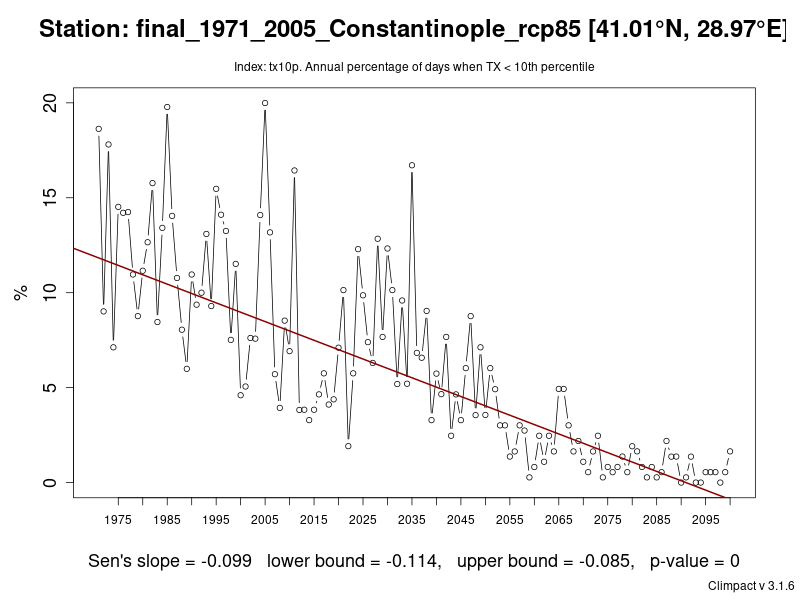 Station: final_1971_2005_Constantinople_rcp85 [41.01°N, 28.97°E]
Index: tx10p. Annual percentage of days when TX < 10th percentile
20
15
10
5
0
%
1975 1985 1995 2005 2015 2025 2035 2045 2055 2065 2075 2085 2095
Sen's slope = -0.099 lower bound = -0.114, upper bound = -0.085, p-value = 0
Climpact v 3.1.6